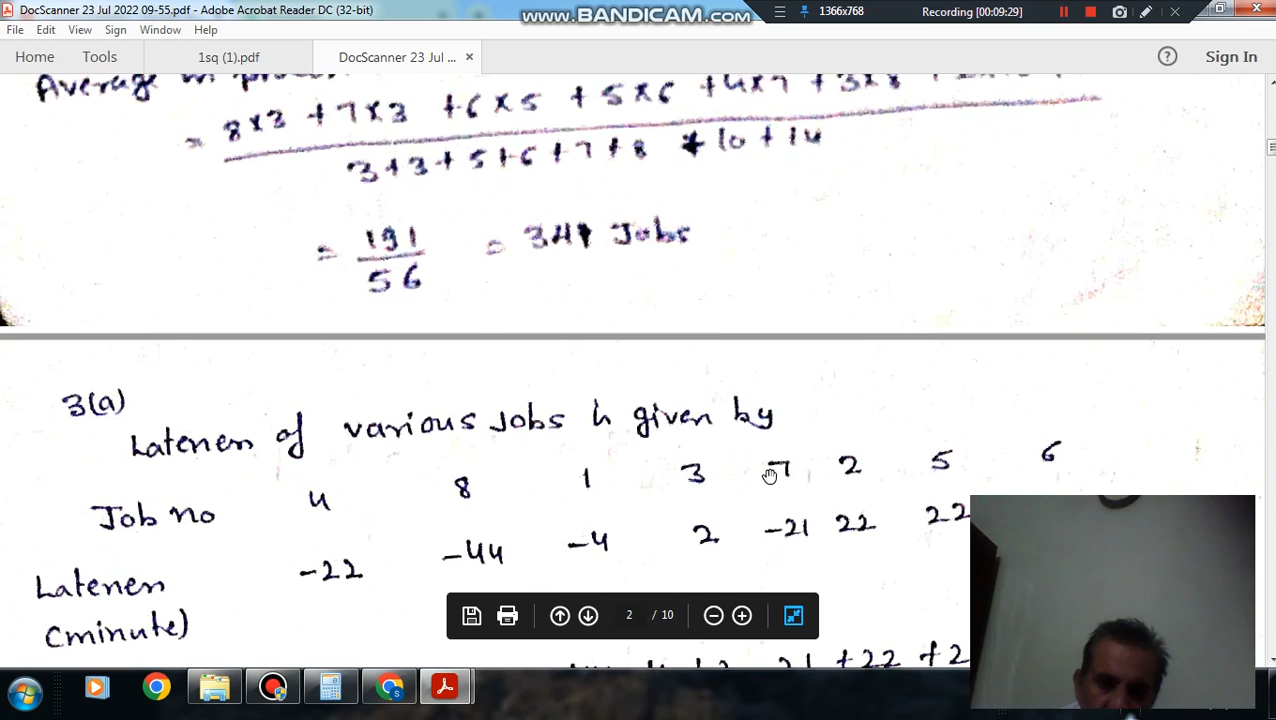 DocScanner 23 Jul 2022 09-55.pdf - Adobe Acrobat Reader DC (32-bit)
www.BANDICAM.com
1366x768
Recording [00:09:29]
File Edit View Sign Window Help
Home Tools 1sq (1).pdf DocScanner 23 Jul ... × ? Sign In
Average in
= 8×3 + 7×3 + 6×5 + 5×6 + 4×7 + 3×8
3+3+5+6+7+8 + 10 + 14
= 191 = 341 Jobs
56
3(a)
Lateness of various Jobs is given by
Job no 4 8 1 3 7 2 5 6
Lateness -22 -44 -4 2 -21 22 22
(minute)
2 / 10
21 +22 +2